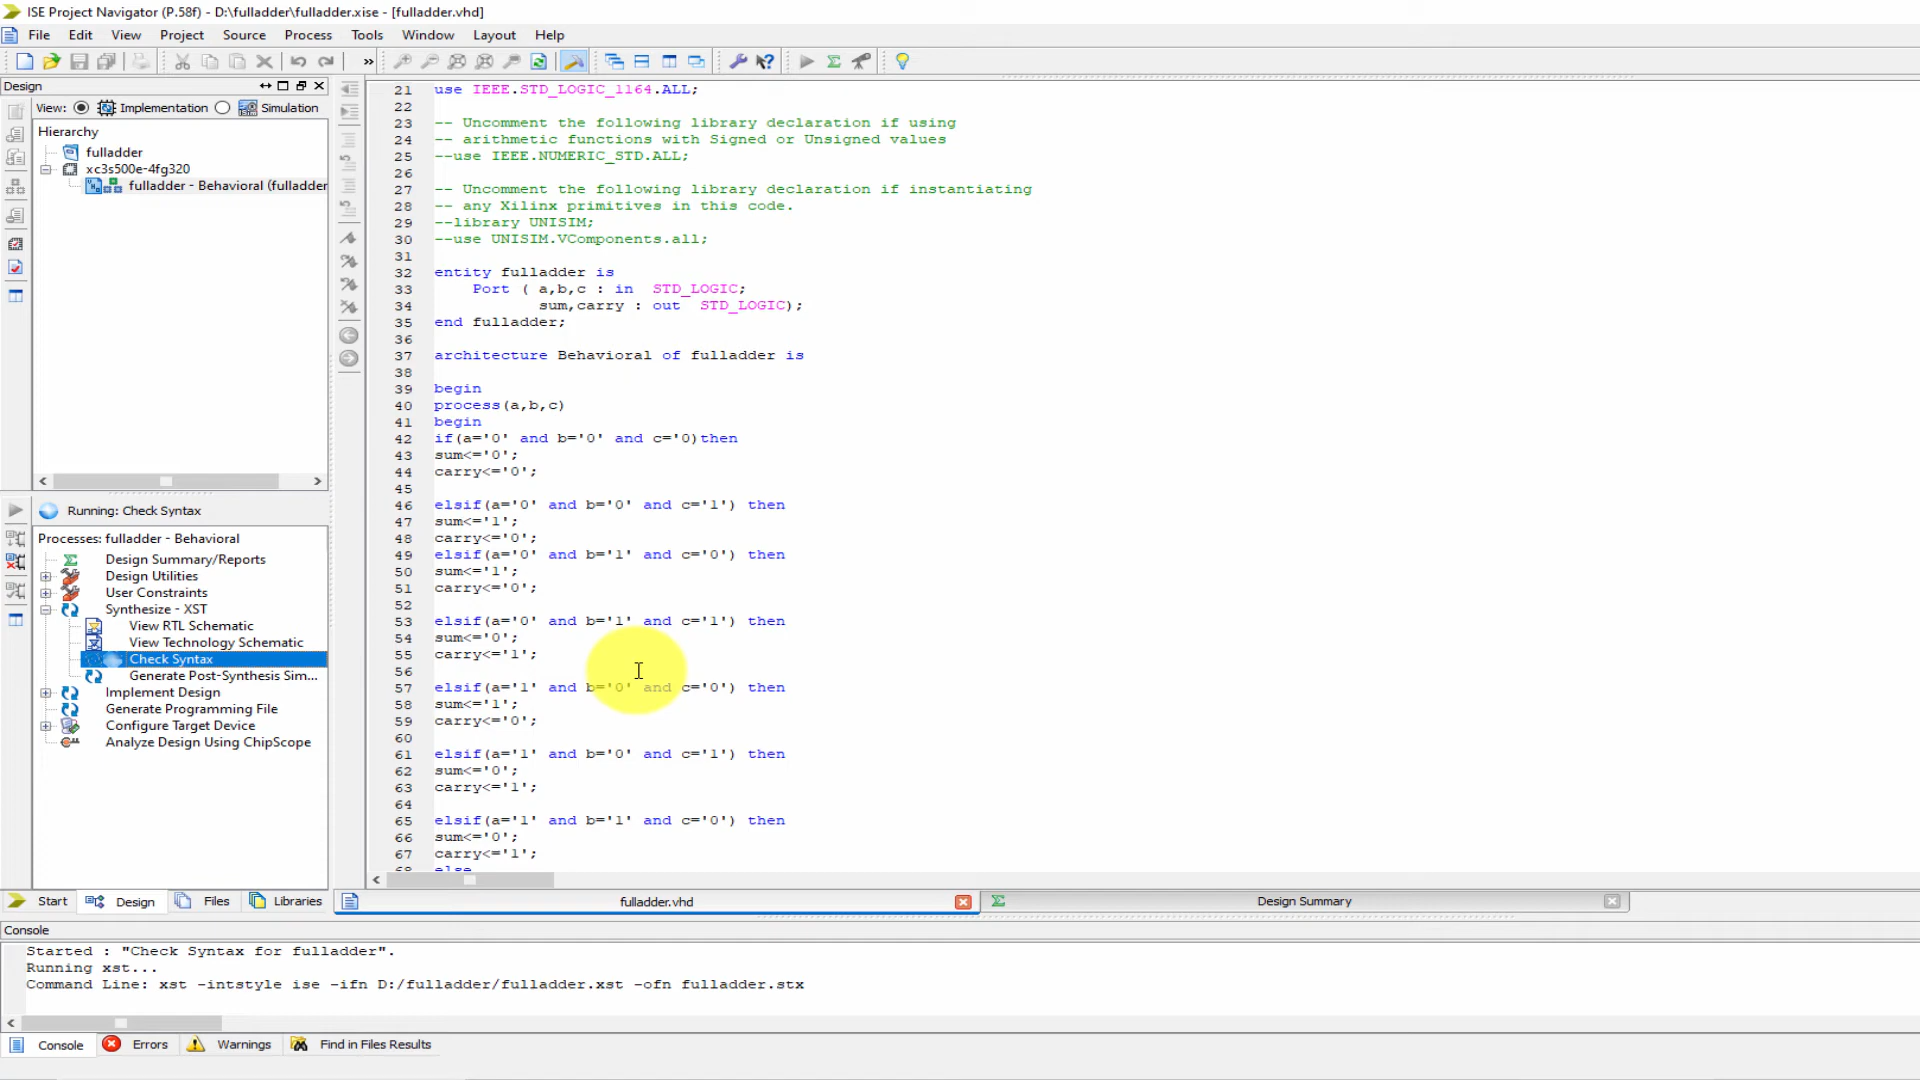 ISE Project Navigator (P.58f) - D:\fulladder\fulladder.xise - [fulladder.vhd]
File Edit View Project Source Process Tools Window Layout Help
Design
View: Implementation Simulation
Hierarchy
fulladder
xc3s500e-4fg320
fulladder - Behavioral (fulladder
Running: Check Syntax
Processes: fulladder - Behavioral
Design Summary/Reports
Design Utilities
User Constraints
Synthesize - XST
View RTL Schematic
View Technology Schematic
Check Syntax
Generate Post-Synthesis Sim...
Implement Design
Generate Programming File
Configure Target Device
Analyze Design Using ChipScope
Start Design Files Libraries
21 use IEEE.STD_LOGIC_1164.ALL;
22
23 -- Uncomment the following library declaration if using
24 -- arithmetic functions with Signed or Unsigned values
25 --use IEEE.NUMERIC_STD.ALL;
26
27 -- Uncomment the following library declaration if instantiating
28 -- any Xilinx primitives in this code.
29 --library UNISIM;
30 --use UNISIM.VComponents.all;
31
32 entity fulladder is
33 Port ( a,b,c : in STD_LOGIC;
34 sum,carry : out STD_LOGIC);
35 end fulladder;
36
37 architecture Behavioral of fulladder is
38
39 begin
40 process(a,b,c)
41 begin
42 if(a='0' and b='0' and c='0)then
43 sum<='0';
44 carry<='0';
45
46 elsif(a='0' and b='0' and c='1') then
47 sum<='1';
48 carry<='0';
49 elsif(a='0' and b='1' and c='0') then
50 sum<='1';
51 carry<='0';
52
53 elsif(a='0' and b='1' and c='1') then
54 sum<='0';
55 carry<='1';
56
57 elsif(a='1' and b='0' and c='0') then
58 sum<='1';
59 carry<='0';
60
61 elsif(a='1' and b='0' and c='1') then
62 sum<='0';
63 carry<='1';
64
65 elsif(a='1' and b='1' and c='0') then
66 sum<='0';
67 carry<='1';
68 else
fulladder.vhd Design Summary
Console
Started : "Check Syntax for fulladder".
Running xst...
Command Line: xst -intstyle ise -ifn D:/fulladder/fulladder.xst -ofn fulladder.stx
Console Errors Warnings Find in Files Results